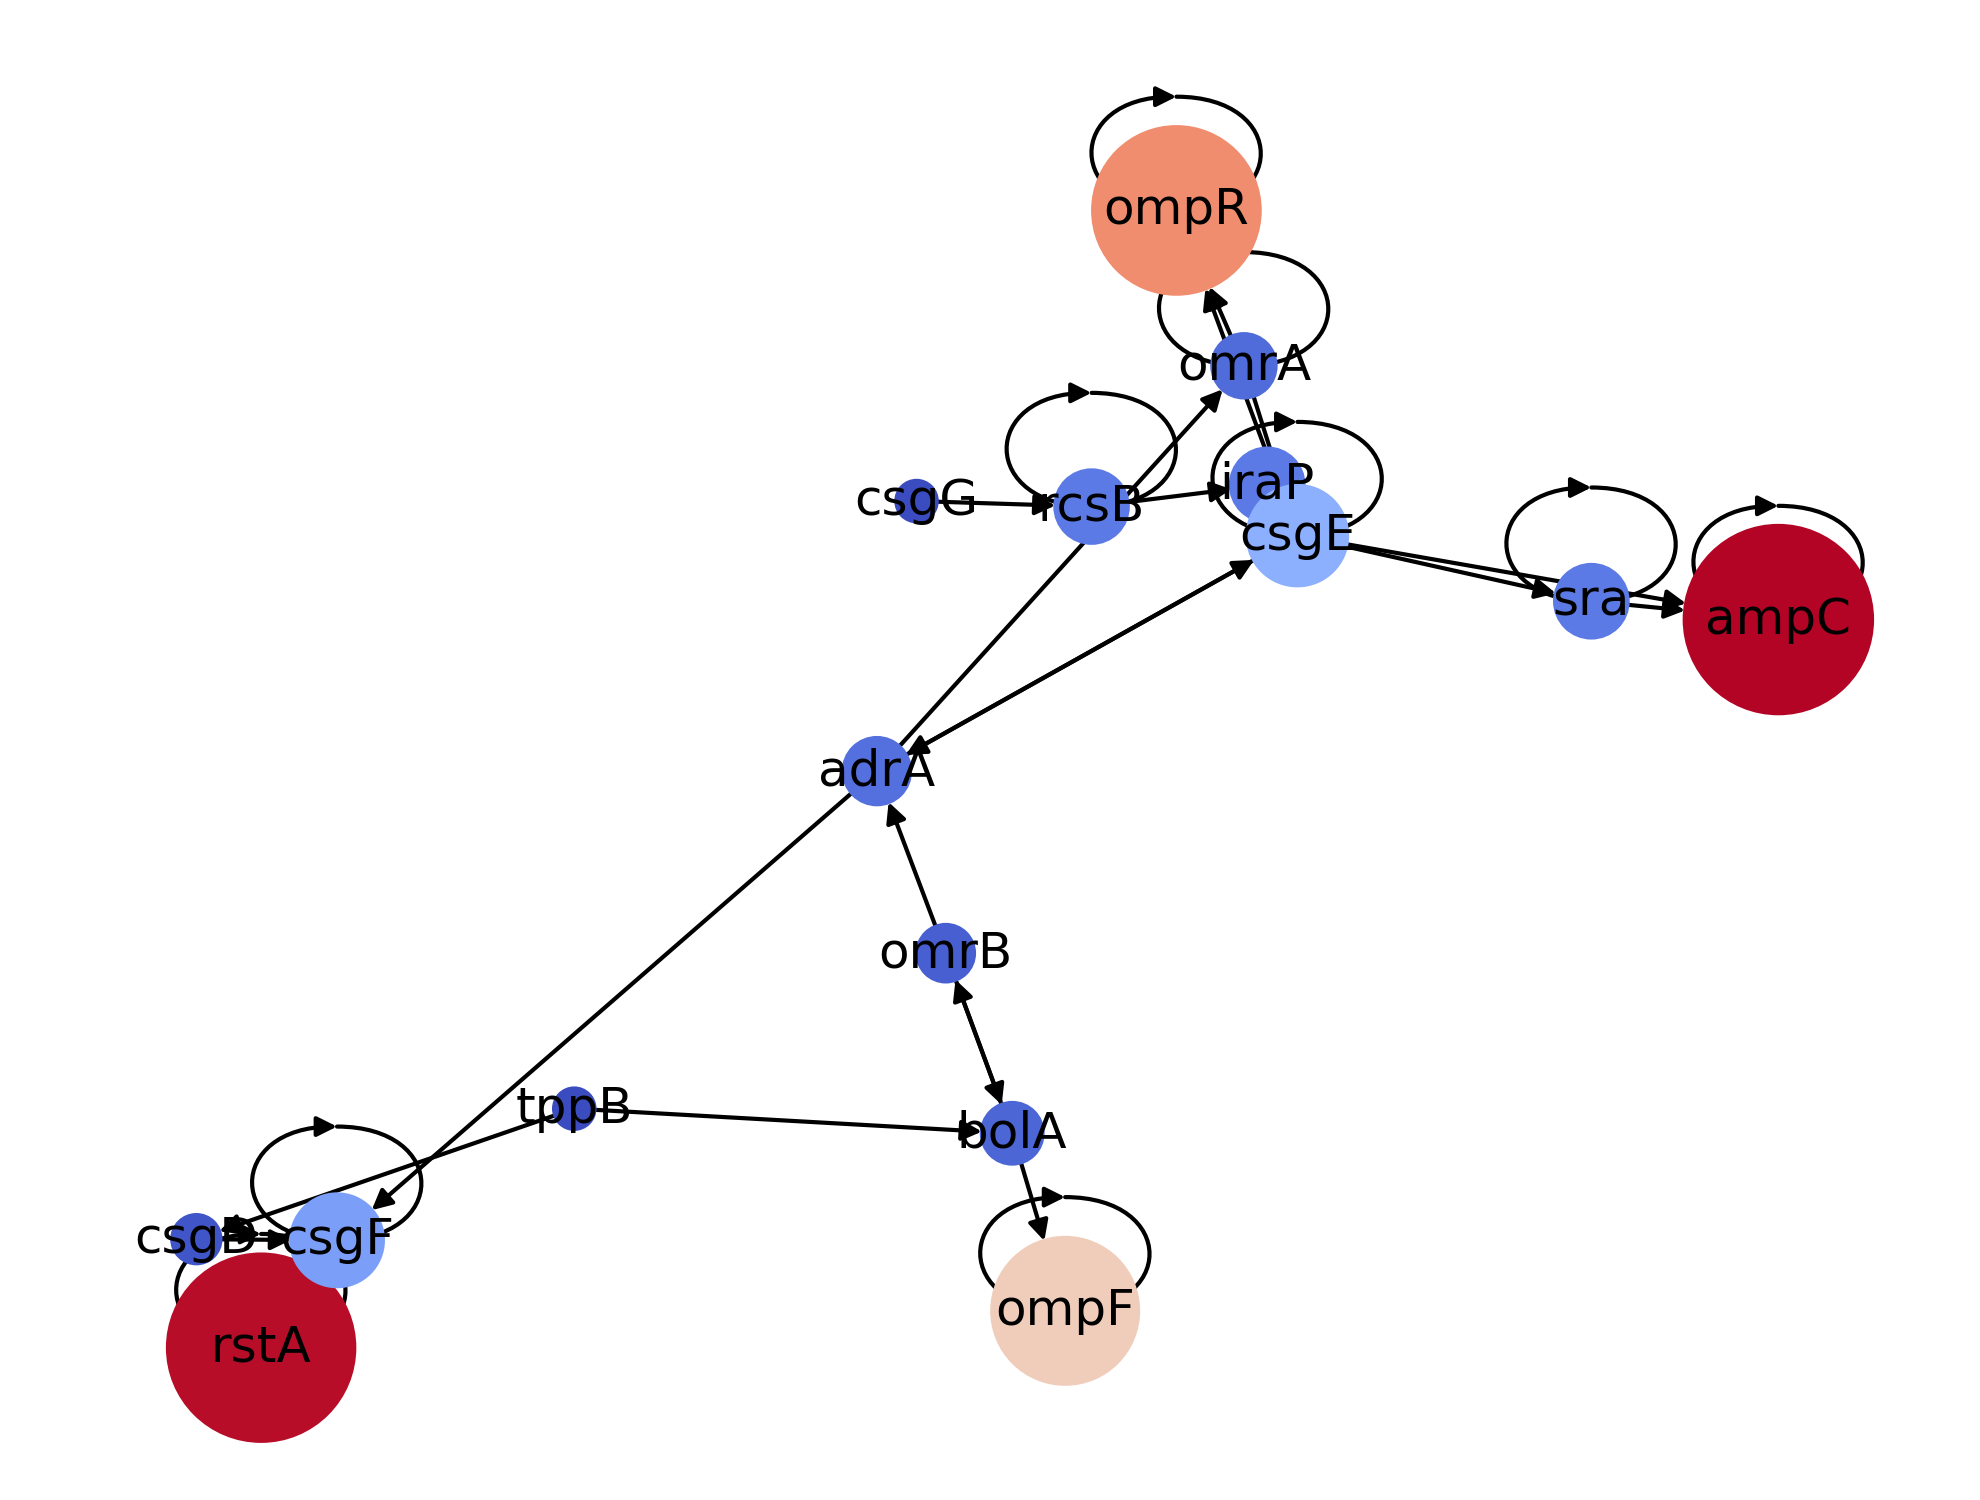 ompR
omrA
iraP
csgG
rcsB
csgE
sra
ampC
adrA
omrB
tppB
bolA
csgD
csgF
ompF
rstA